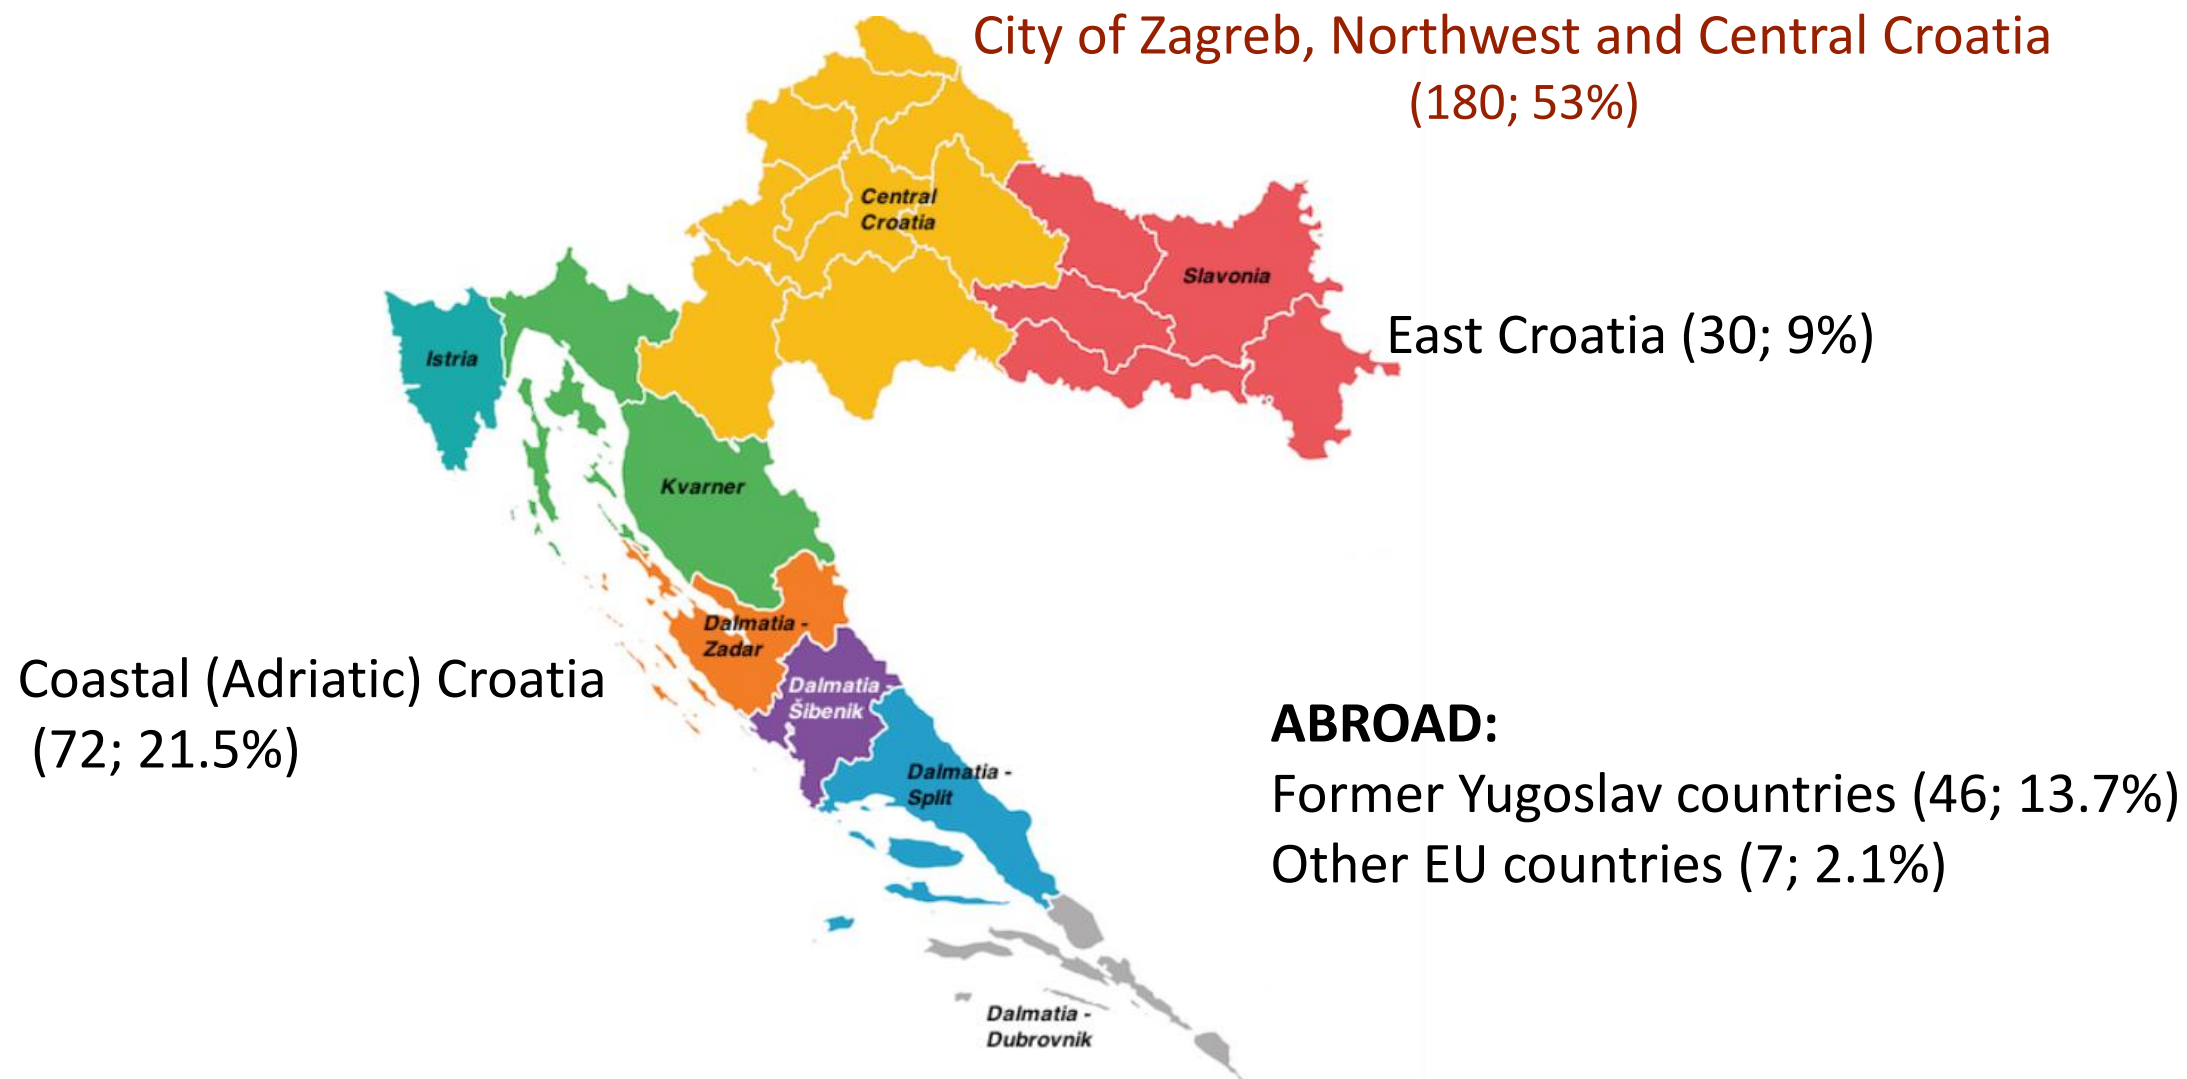 City of Zagreb, Northwest and Central Croatia
(180; 53%)
Central
Croatia
Slavonia
East Croatia (30; 9%)
Istria
Kvarner
Dalmatia -
Zadar
Coastal (Adriatic) Croatia
(72; 21.5%)
Dalmatia -
Šibenik
ABROAD:
Former Yugoslav countries (46; 13.7%)
Other EU countries (7; 2.1%)
Dalmatia -
Split
Dalmatia -
Dubrovnik